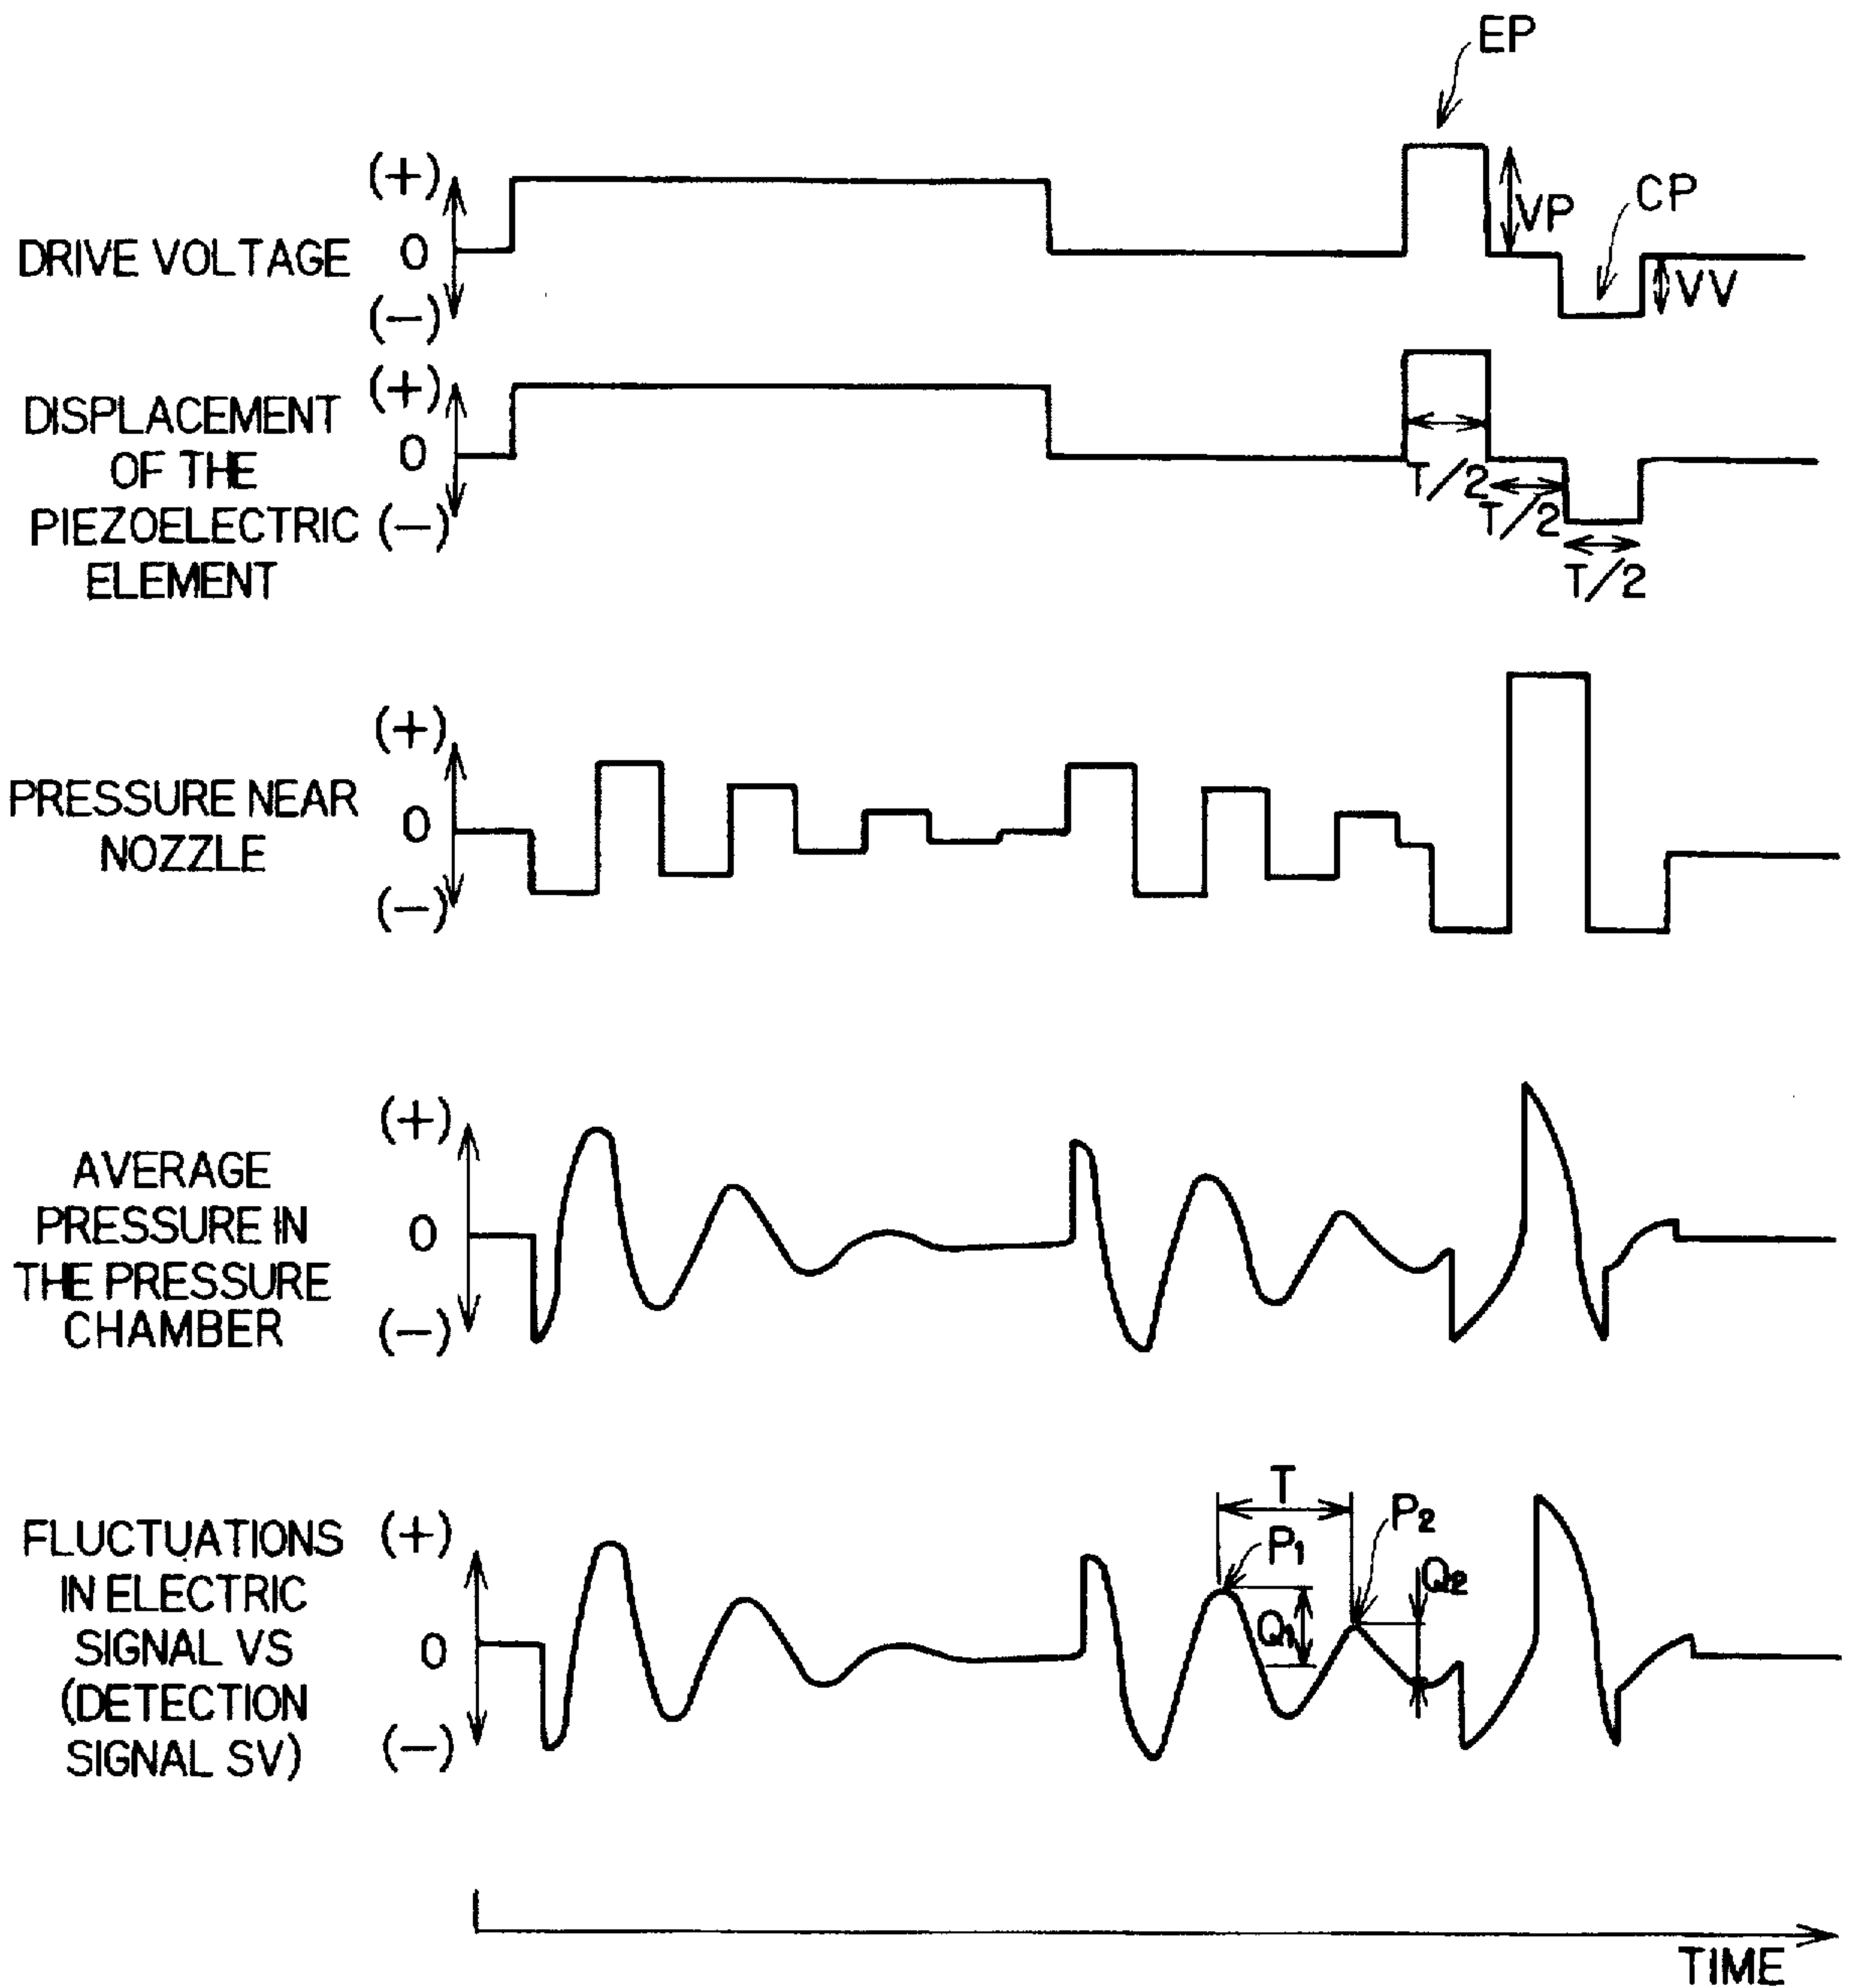 EP
(+)
VP
CP
DRIVE VOLTAGE 0
VV
(−)
(+)
DISPLACEMENT
OF THE 0
PIEZOELECTRIC (−)
ELEMENT
T/2
T/2
T/2
(+)
PRESSURE NEAR
NOZZLE 0
(−)
(+)
AVERAGE
PRESSURE IN 0
THE PRESSURE
CHAMBER (−)
T
P2
FLUCTUATIONS (+)
P1
IN ELECTRIC
Q2
SIGNAL VS 0
Q1
(DETECTION
SIGNAL SV) (−)
TIME